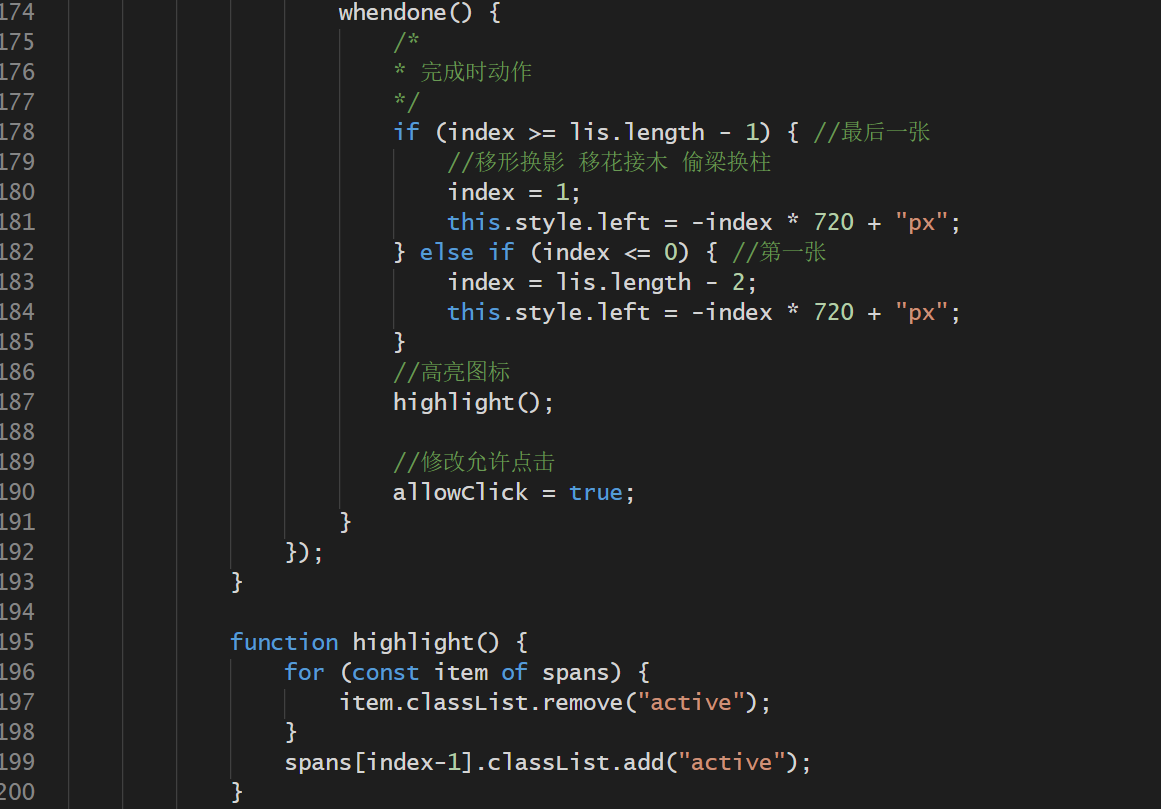 174 whendone() {
175 /*
176 * 完成时动作
177 */
178 if (index >= lis.length - 1) { //最后一张
179 //移形换影 移花接木 偷梁换柱
180 index = 1;
181 this.style.left = -index * 720 + "px";
182 } else if (index <= 0) { //第一张
183 index = lis.length - 2;
184 this.style.left = -index * 720 + "px";
185 }
186 //高亮图标
187 highlight();
188
189 //修改允许点击
190 allowClick = true;
191 }
192 });
193 }
194
195 function highlight() {
196 for (const item of spans) {
197 item.classList.remove("active");
198 }
199 spans[index-1].classList.add("active");
200 }